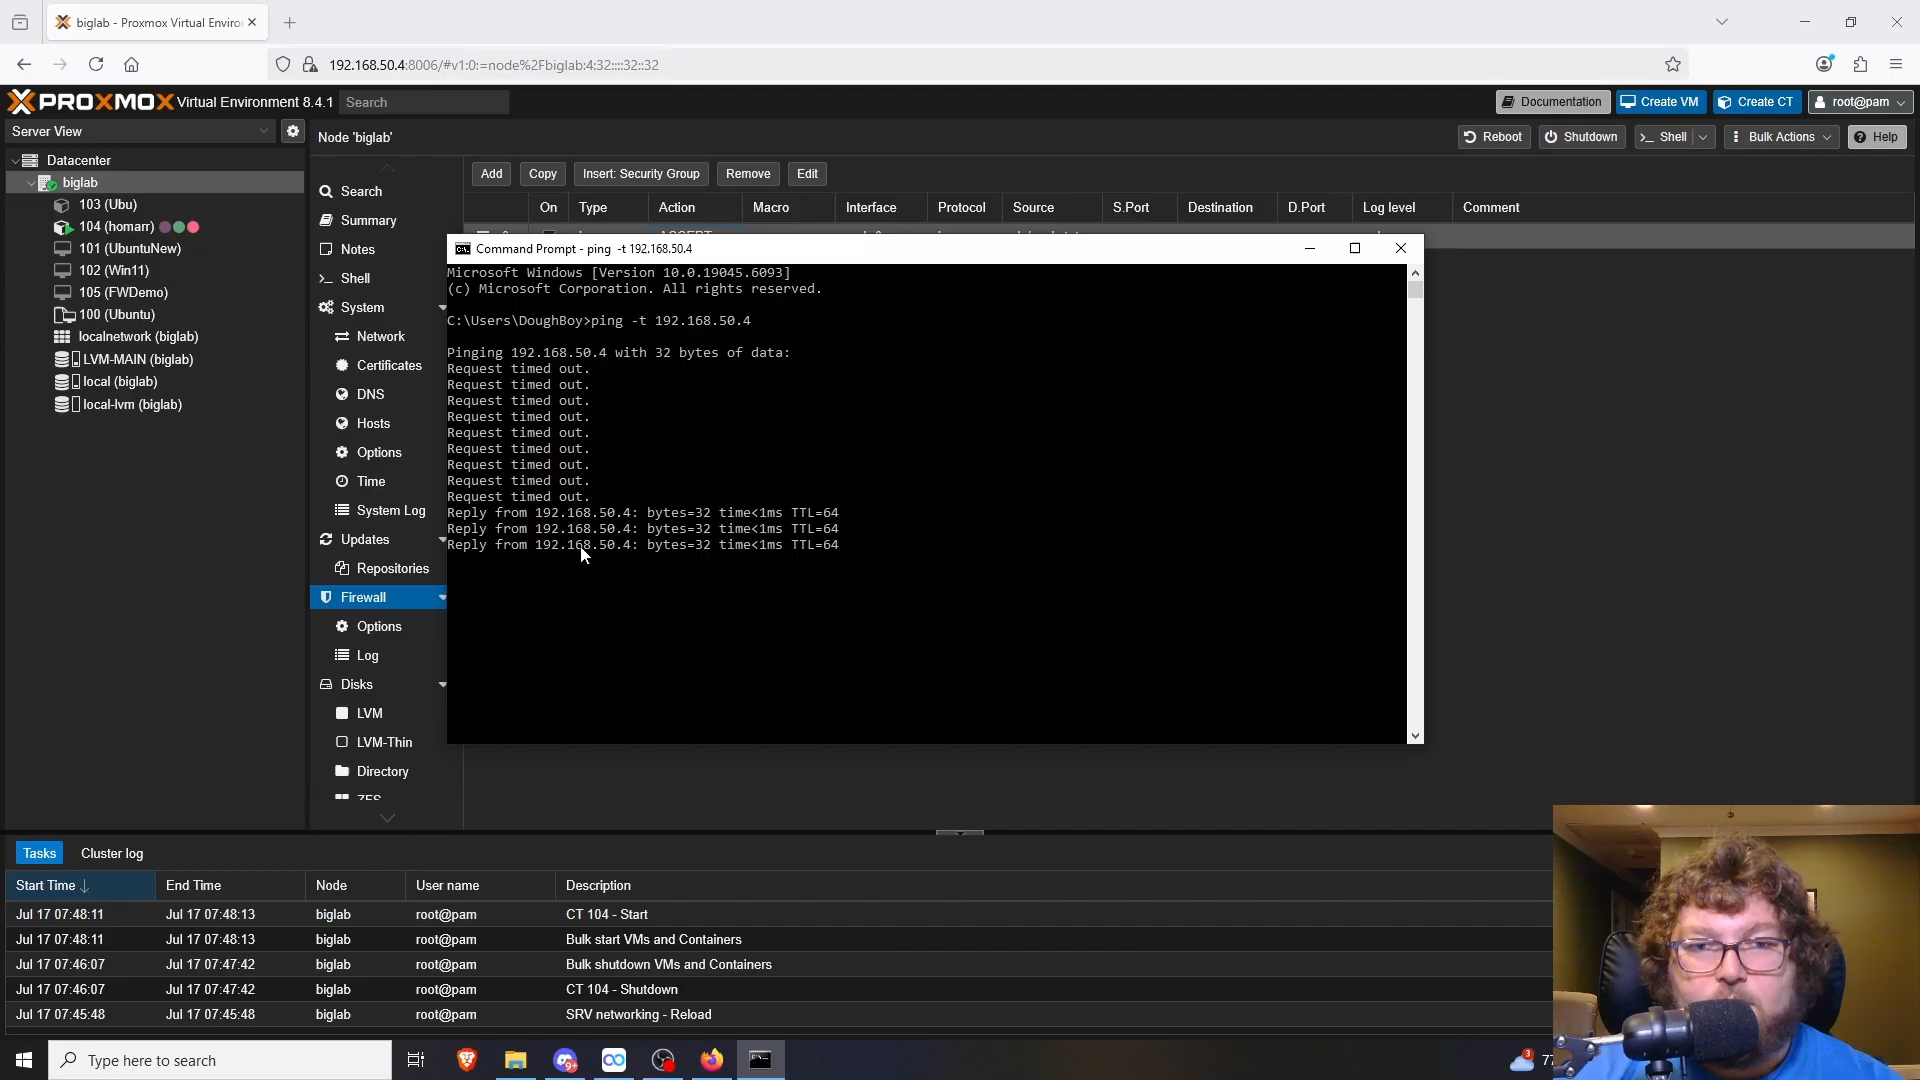 biglab - Proxmox Virtual Enviro
192.168.50.4:8006/#v1:0:=node%2Fbiglab:4:32::::32::32
PROXMOX Virtual Environment 8.4.1
Search
Documentation
Create VM
Create CT
root@pam
Server View
Node 'biglab'
Reboot
Shutdown
Shell
Bulk Actions
Help
Datacenter
biglab
103 (Ubu)
104 (homarr)
101 (UbuntuNew)
102 (Win11)
105 (FWDemo)
100 (Ubuntu)
localnetwork (biglab)
LVM-MAIN (biglab)
local (biglab)
local-lvm (biglab)
Search
Summary
Notes
Shell
System
Network
Certificates
DNS
Hosts
Options
Time
System Log
Updates
Repositories
Firewall
Options
Log
Disks
LVM
LVM-Thin
Directory
ZFS
Add
Copy
Insert: Security Group
Remove
Edit
On
Type
Action
Macro
Interface
Protocol
Source
S.Port
Destination
D.Port
Log level
Comment
ACCEPT
Command Prompt - ping -t 192.168.50.4
Microsoft Windows [Version 10.0.19045.6093]
(c) Microsoft Corporation. All rights reserved.
C:\Users\DoughBoy>ping -t 192.168.50.4
Pinging 192.168.50.4 with 32 bytes of data:
Request timed out.
Request timed out.
Request timed out.
Request timed out.
Request timed out.
Request timed out.
Request timed out.
Request timed out.
Request timed out.
Reply from 192.168.50.4: bytes=32 time<1ms TTL=64
Reply from 192.168.50.4: bytes=32 time<1ms TTL=64
Reply from 192.168.50.4: bytes=32 time<1ms TTL=64
Tasks
Cluster log
Start Time
End Time
Node
User name
Description
Jul 17 07:48:11 Jul 17 07:48:13 biglab root@pam CT 104 - Start
Jul 17 07:48:11 Jul 17 07:48:13 biglab root@pam Bulk start VMs and Containers
Jul 17 07:46:07 Jul 17 07:47:42 biglab root@pam Bulk shutdown VMs and Containers
Jul 17 07:46:07 Jul 17 07:47:42 biglab root@pam CT 104 - Shutdown
Jul 17 07:45:48 Jul 17 07:45:48 biglab root@pam SRV networking - Reload
Type here to search
9+
3
77